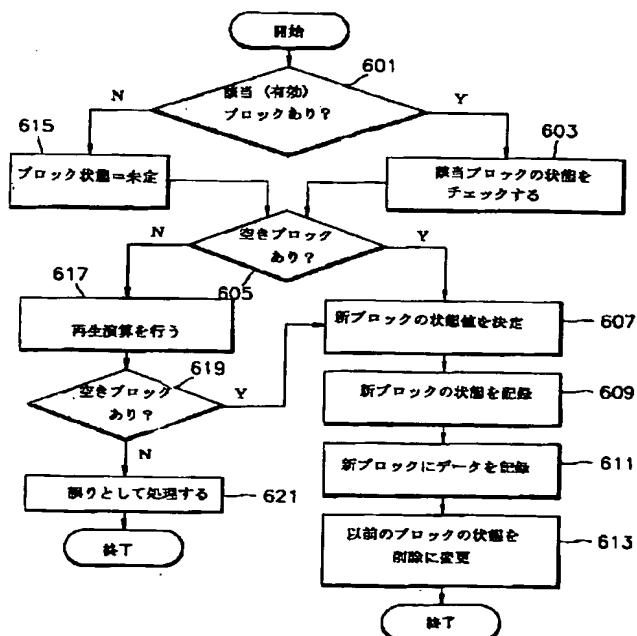 開始
601
該当（有効）
ブロックあり？
N
Y
615
603
ブロック状態＝未定
該当ブロックの状態を
チェックする
空きブロック
あり？
N
Y
605
617
再生演算を行う
新ブロックの状態値を決定
607
619
空きブロック
あり？
Y
N
新ブロックの状態を記録
609
新ブロックにデータを記録
611
誤りとして処理する
621
以前のブロックの状態を
削除に変更
613
終了
終了